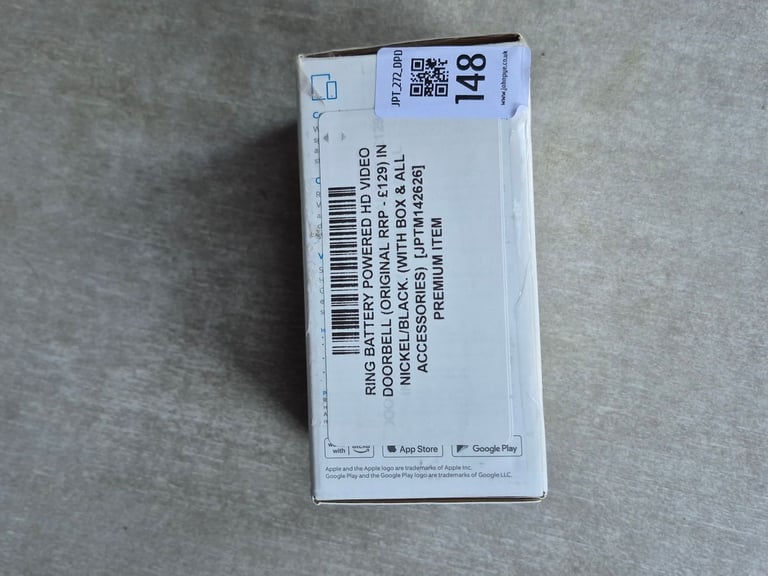 JPT_272_DPD
148
www.johnpye.co.uk
RING BATTERY POWERED HD VIDEO
DOORBELL (ORIGINAL RRP - £129) IN
NICKEL/BLACK. (WITH BOX & ALL
ACCESSORIES) [JPTM142626]
PREMIUM ITEM
with
App Store
Google Play
Apple and the Apple logo are trademarks of Apple Inc.
Google Play and the Google Play logo are trademarks of Google LLC.